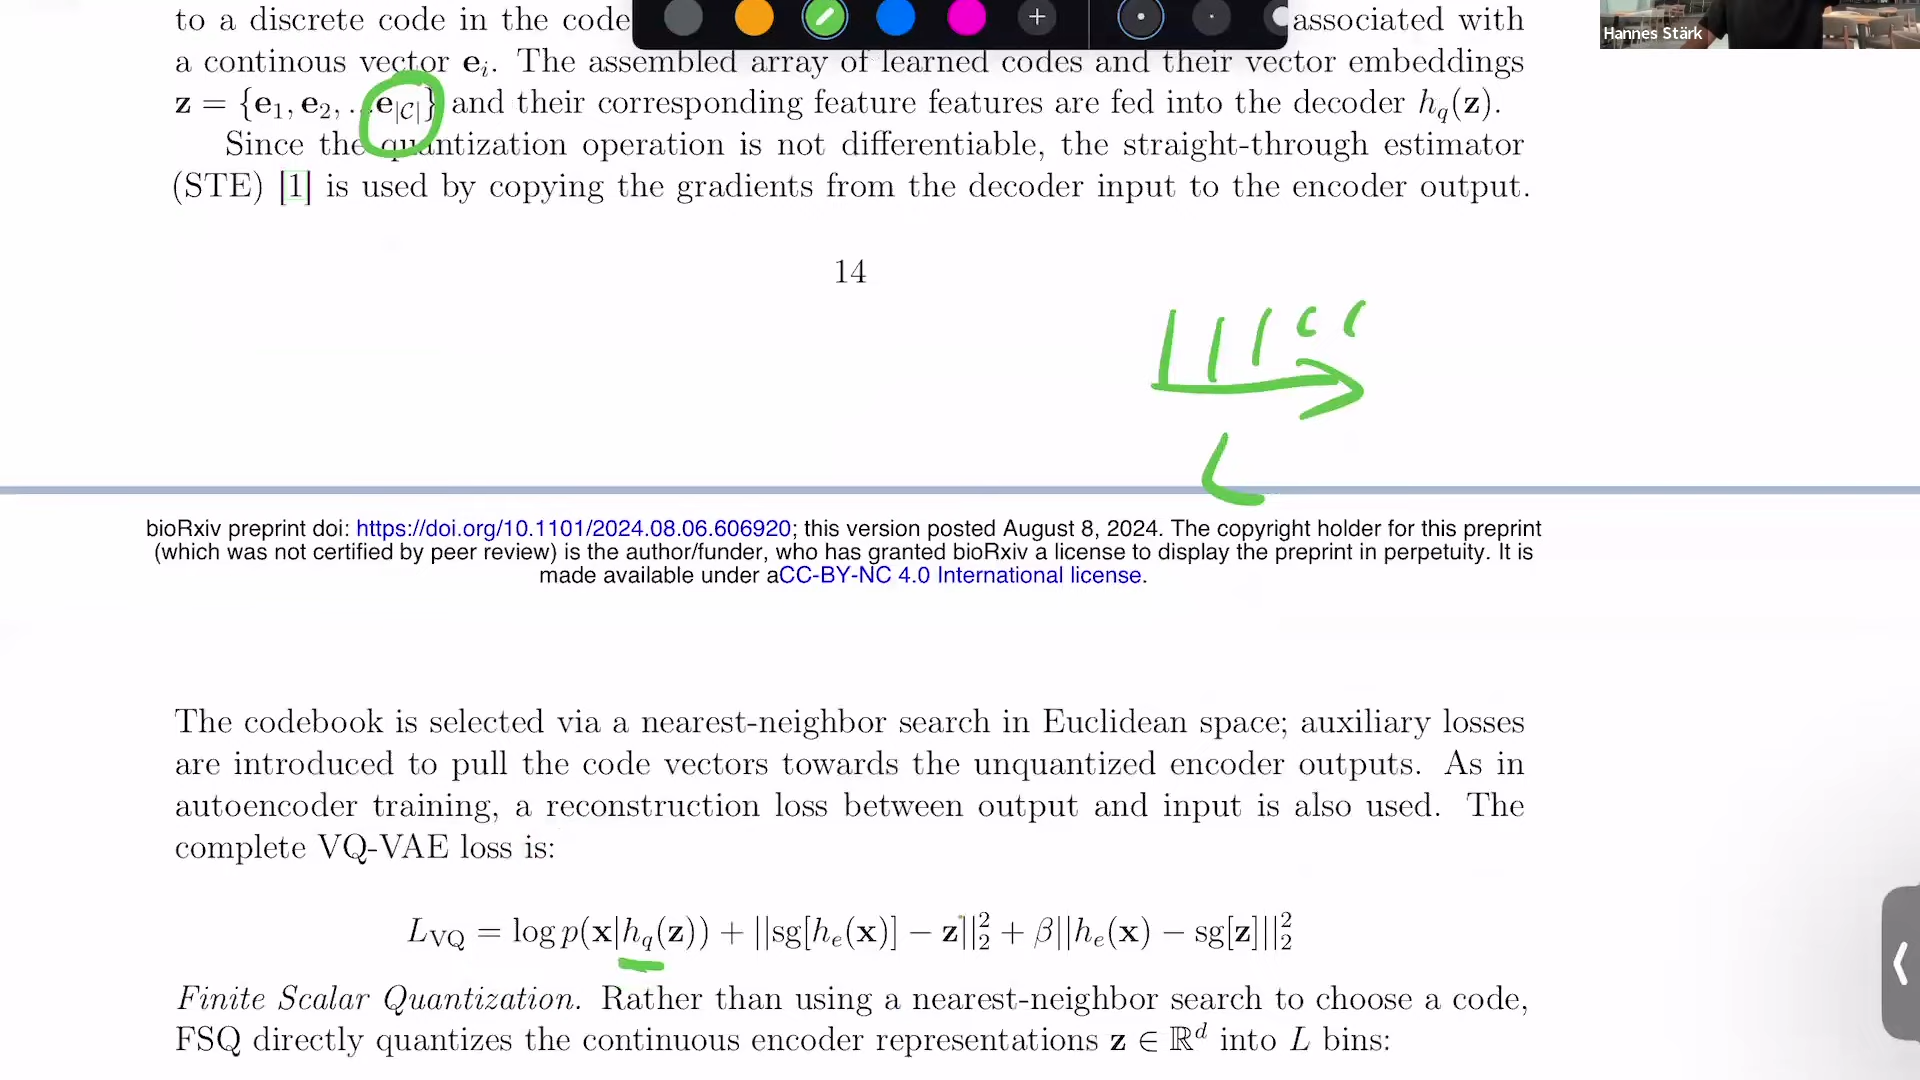 to a discrete code in the code associated with
Hannes Stärk
a continous vector e_i. The assembled array of learned codes and their vector embeddings
z = {e_1, e_2, ...e_|C|} and their corresponding feature features are fed into the decoder h_q(z).
Since the quantization operation is not differentiable, the straight-through estimator
(STE) [1] is used by copying the gradients from the decoder input to the encoder output.
14
L
bioRxiv preprint doi: https://doi.org/10.1101/2024.08.06.606920; this version posted August 8, 2024. The copyright holder for this preprint
(which was not certified by peer review) is the author/funder, who has granted bioRxiv a license to display the preprint in perpetuity. It is
made available under aCC-BY-NC 4.0 International license.
The codebook is selected via a nearest-neighbor search in Euclidean space; auxiliary losses
are introduced to pull the code vectors towards the unquantized encoder outputs. As in
autoencoder training, a reconstruction loss between output and input is also used. The
complete VQ-VAE loss is:
L_VQ = log p(x|h_q(z)) + ||sg[h_e(x)] − z||_2^2 + β||h_e(x) − sg[z]||_2^2
Finite Scalar Quantization. Rather than using a nearest-neighbor search to choose a code,
FSQ directly quantizes the continuous encoder representations z ∈ ℝ^d into L bins: